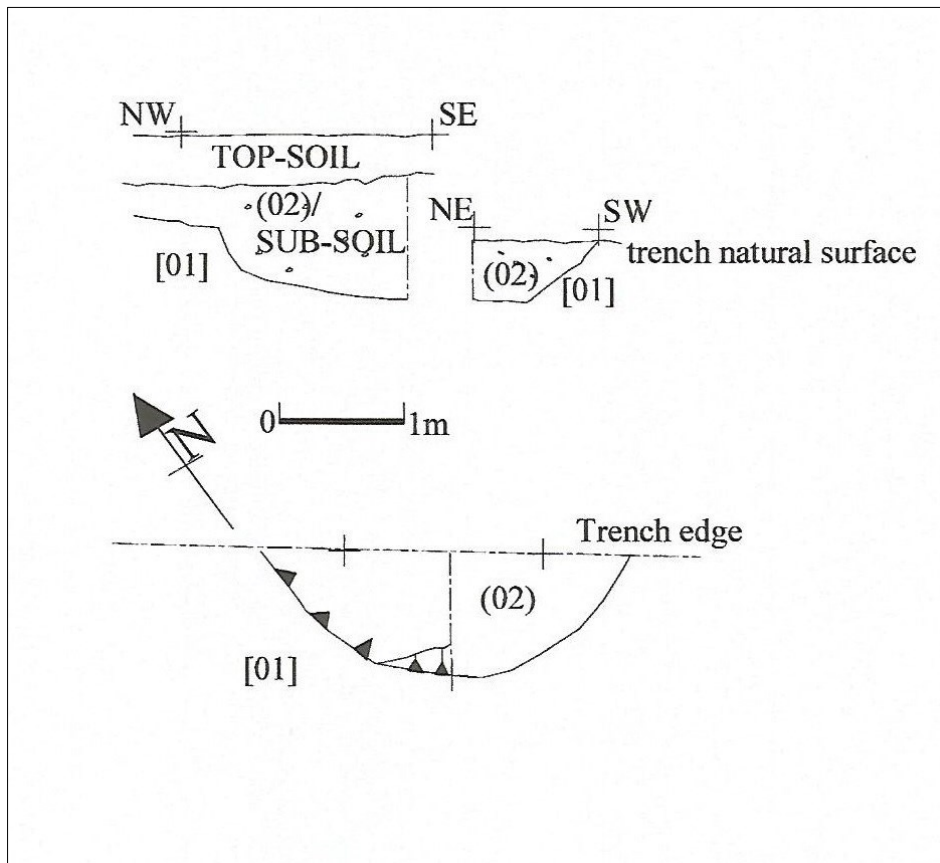 NW SE
TOP-SOIL
(02)/
SUB-SOIL
[01]
NE SW
trench natural surface
(02)
[01]
N
0 1m
Trench edge
(02)
[01]